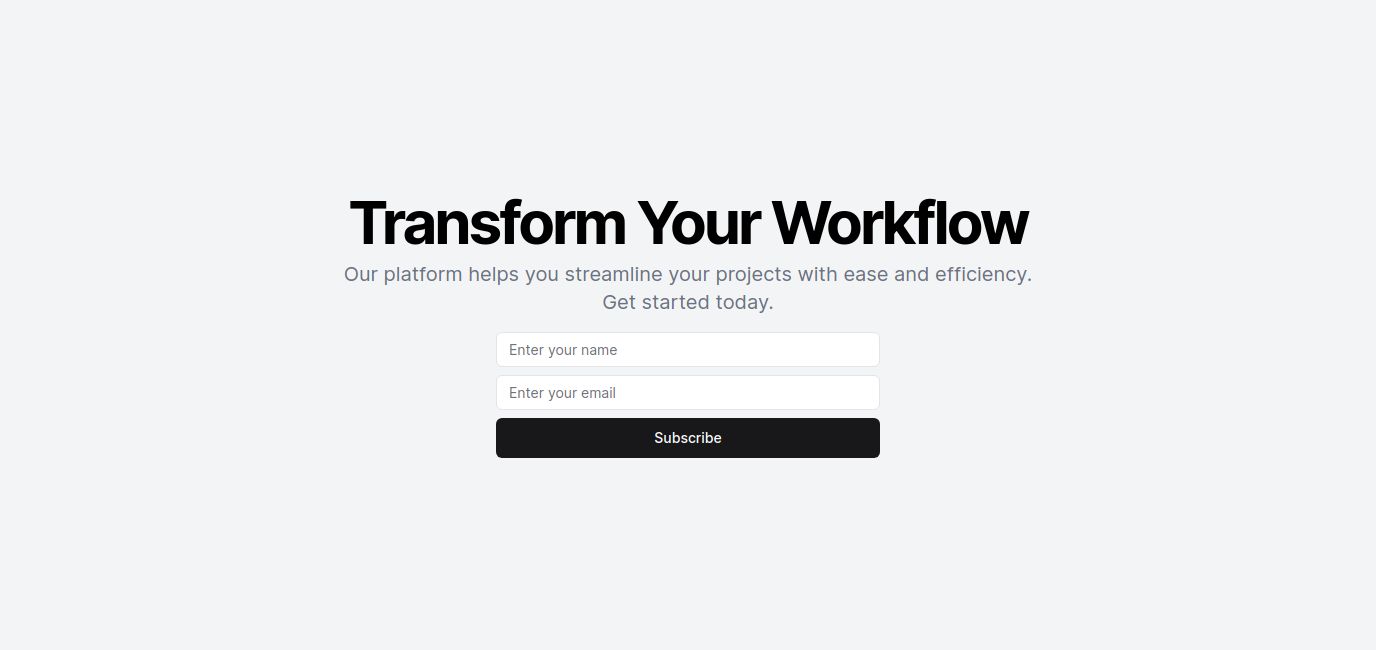 Transform Your Workflow
Our platform helps you streamline your projects with ease and efficiency.
Get started today.
Enter your name
Enter your email
Subscribe